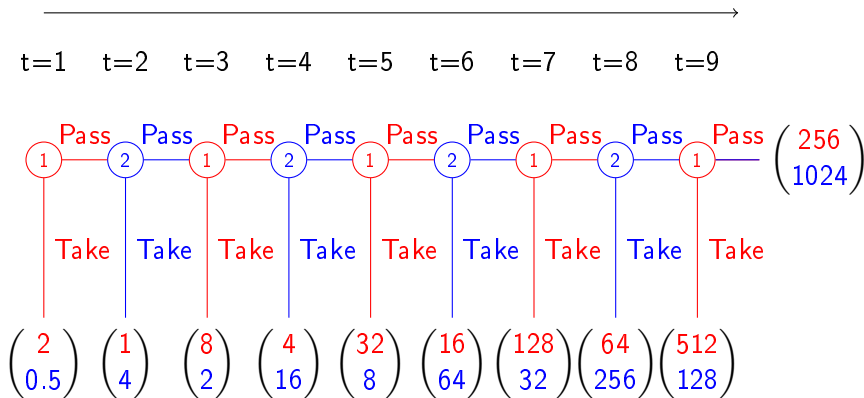 t=1 t=2 t=3 t=4 t=5 t=6 t=7 t=8 t=9
Pass Pass Pass Pass Pass Pass Pass Pass Pass
1 2 1 2 1 2 1 2 1
256
1024
Take Take Take Take Take Take Take Take Take
2 1 8 4 32 16 128 64 512
0.5 4 2 16 8 64 32 256 128